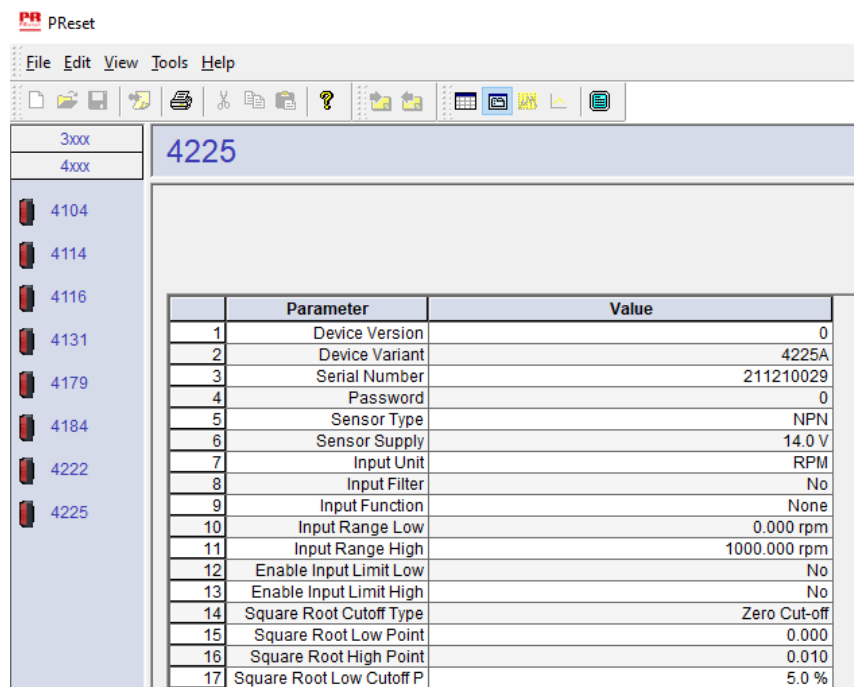 PR PReset
File Edit View Tools Help
3xxx
4xxx
4225
4104
4114
4116
4131
4179
4184
4222
4225
Parameter Value
1 Device Version 0
2 Device Variant 4225A
3 Serial Number 211210029
4 Password 0
5 Sensor Type NPN
6 Sensor Supply 14.0 V
7 Input Unit RPM
8 Input Filter No
9 Input Function None
10 Input Range Low 0.000 rpm
11 Input Range High 1000.000 rpm
12 Enable Input Limit Low No
13 Enable Input Limit High No
14 Square Root Cutoff Type Zero Cut-off
15 Square Root Low Point 0.000
16 Square Root High Point 0.010
17 Square Root Low Cutoff P 5.0 %